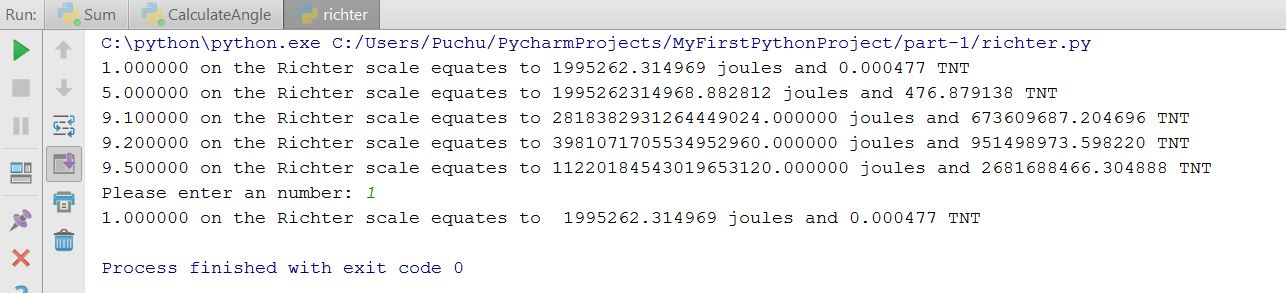 Run: Sum CalculateAngle richter
C:\python\python.exe C:/Users/Puchu/PycharmProjects/MyFirstPythonProject/part-1/richter.py
1.000000 on the Richter scale equates to 1995262.314969 joules and 0.000477 TNT
5.000000 on the Richter scale equates to 1995262314968.882812 joules and 476.879138 TNT
9.100000 on the Richter scale equates to 2818382931264449024.000000 joules and 673609687.204696 TNT
9.200000 on the Richter scale equates to 3981071705534952960.000000 joules and 951498973.598220 TNT
9.500000 on the Richter scale equates to 11220184543019653120.000000 joules and 2681688466.304888 TNT
Please enter an number: 1
1.000000 on the Richter scale equates to  1995262.314969 joules and 0.000477 TNT
Process finished with exit code 0